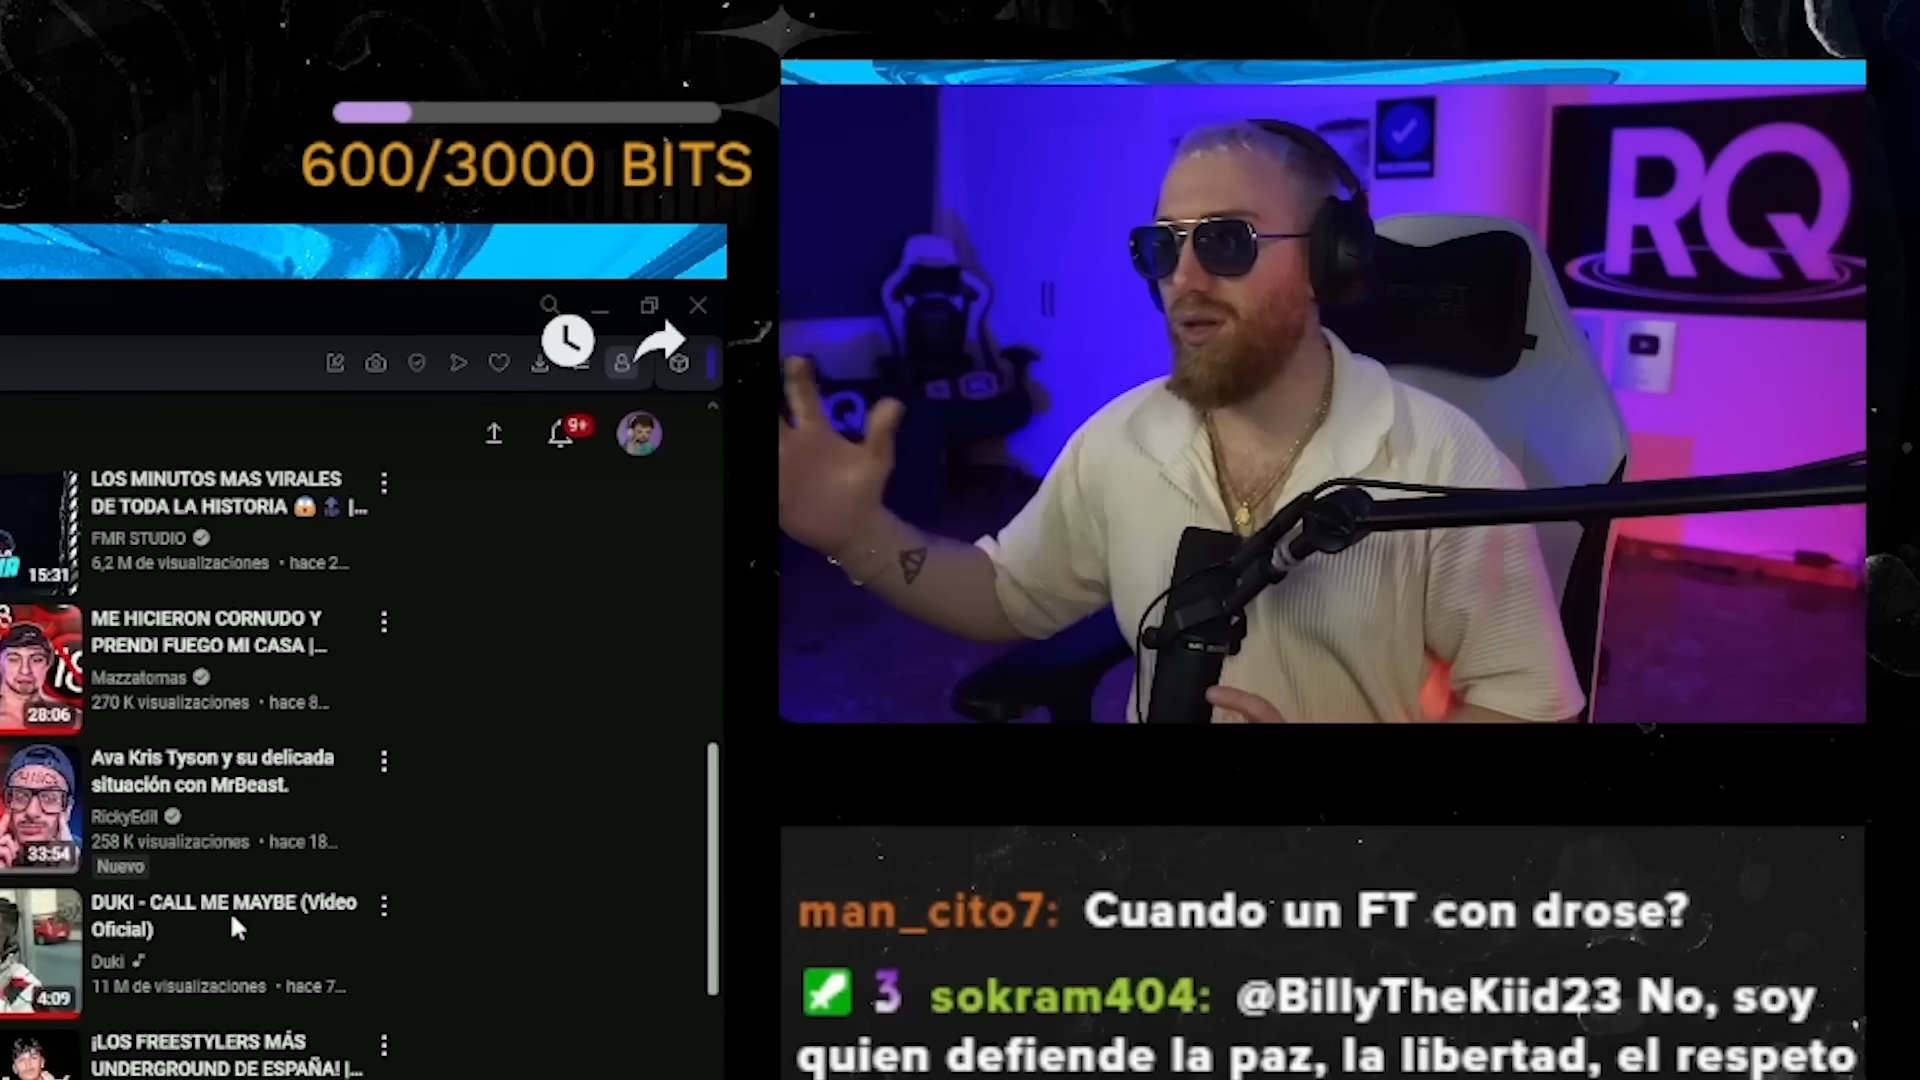 600/3000 BITS
RQ
9+
LOS MINUTOS MAS VIRALES
DE TODA LA HISTORIA 😱 |...
FMR STUDIO
6,2 M de visualizaciones • hace 2...
15:31
ME HICIERON CORNUDO Y
PRENDI FUEGO MI CASA |...
Mazzatomas
270 K visualizaciones • hace 8...
28:06
Ava Kris Tyson y su delicada
situación con MrBeast.
RickyEdit
258 K visualizaciones • hace 18...
Nuevo
33:54
DUKI - CALL ME MAYBE (Video
Oficial)
Duki
11 M de visualizaciones • hace 7...
4:09
¡LOS FREESTYLERS MÁS
UNDERGROUND DE ESPAÑA! |...
man_cito7: Cuando un FT con drose?
3 sokram404: @BillyTheKiid23 No, soy
quien defiende la paz, la libertad, el respeto